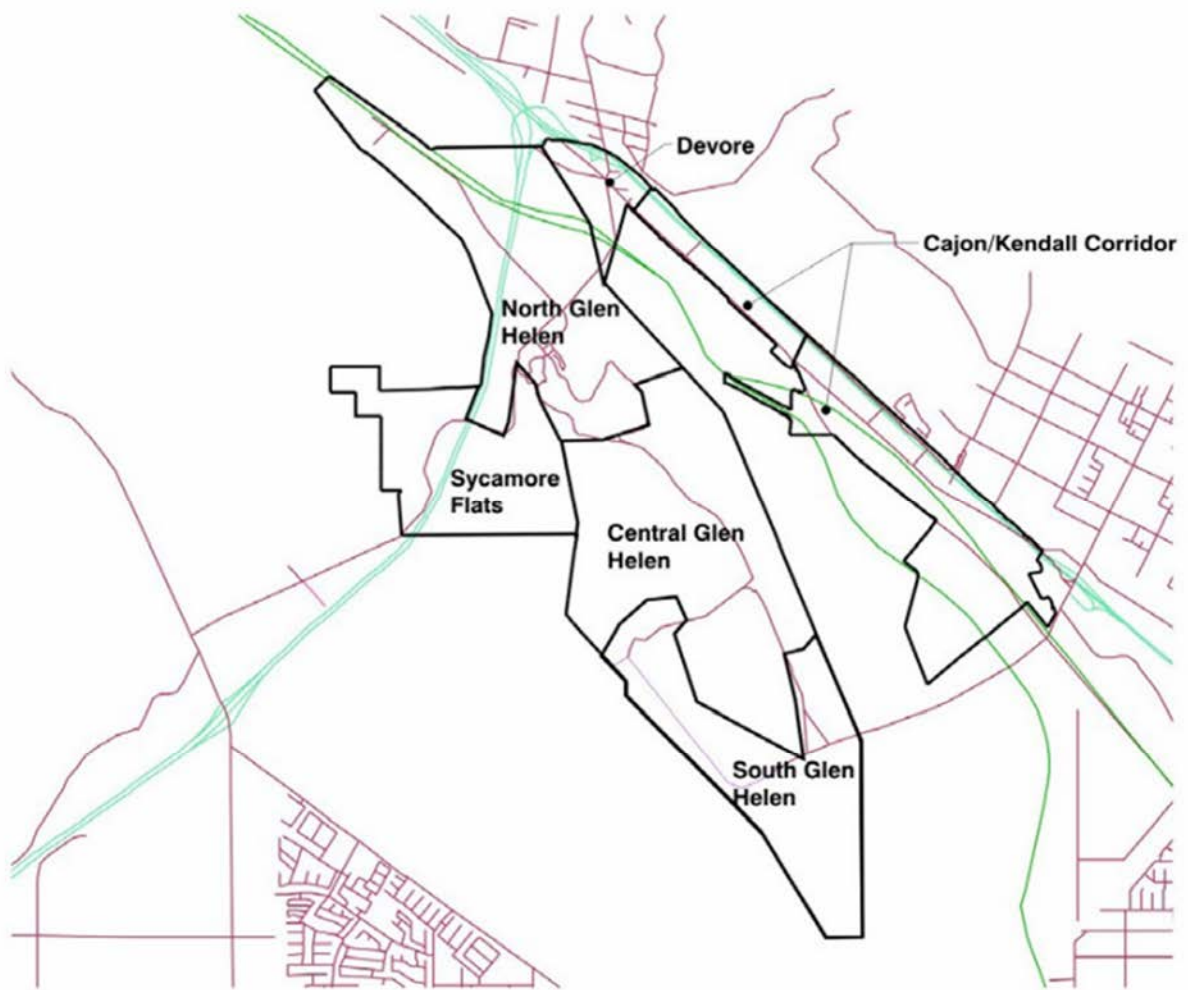 Devore
Cajon/Kendall Corridor
North Glen
Helen
Sycamore
Flats
Central Glen
Helen
South Glen
Helen